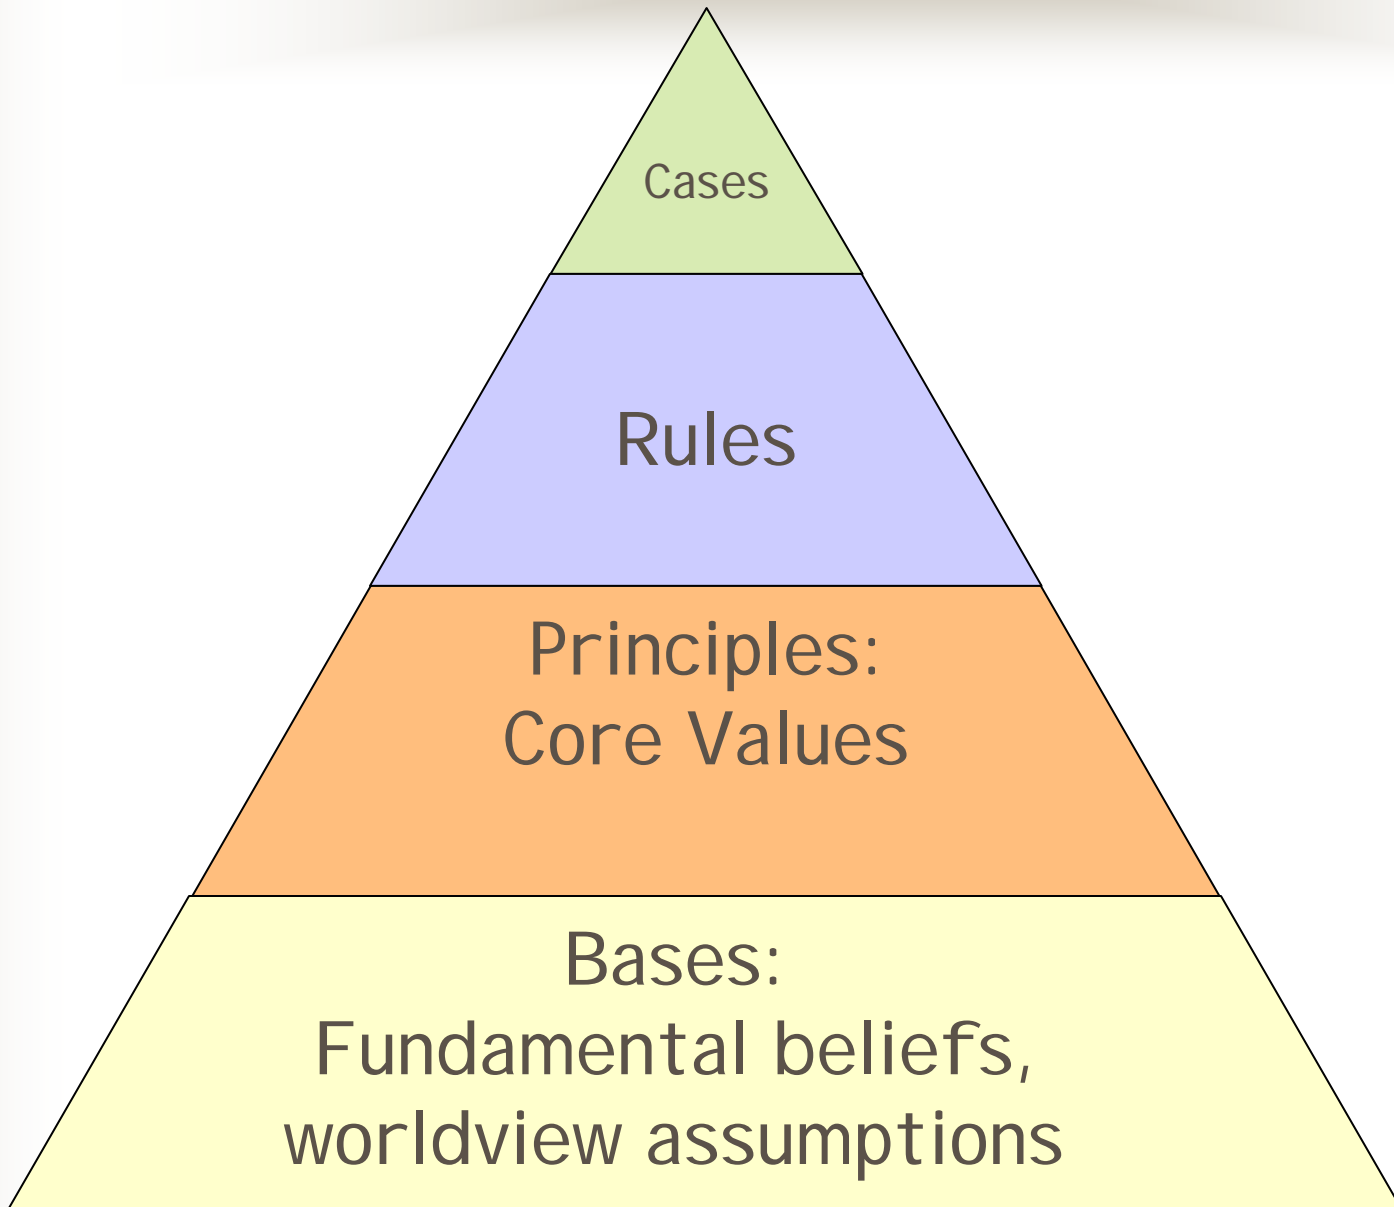 Cases
Rules
Principles:
Core Values
Bases:
Fundamental beliefs,
worldview assumptions